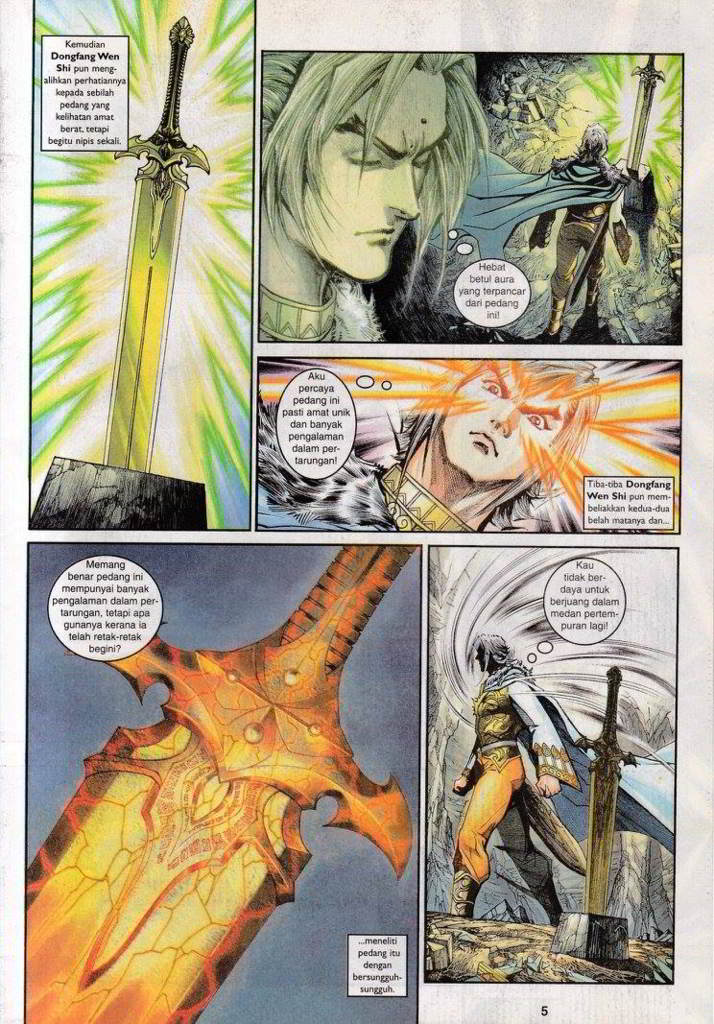 Kemudian
Dongfang Wen
Shi pun meng-
alihkan perhatiannya
kepada sebilah
pedang yang
kelihatan amat
berat, tetapi
begitu nipis sekali.
Hebat
betul aura
yang terpancar
dari pedang
ini!
Aku
percaya
pedang ini
pasti amat unik
dan banyak
pengalaman
dalam per-
tarungan!
Tiba-tiba Dongfang
Wen Shi pun mem-
beliakkan kedua-dua
belah matanya dan...
Memang
benar pedang ini
mempunyai banyak
pengalaman dalam per-
tarungan, tetapi apa
gunanya kerana ia
telah retak-retak
begini?
...meneliti
pedang itu
dengan
bersungguh-
sungguh.
Kau
tidak ber-
daya untuk
berjuang dalam
medan pertem-
puran lagi!
5